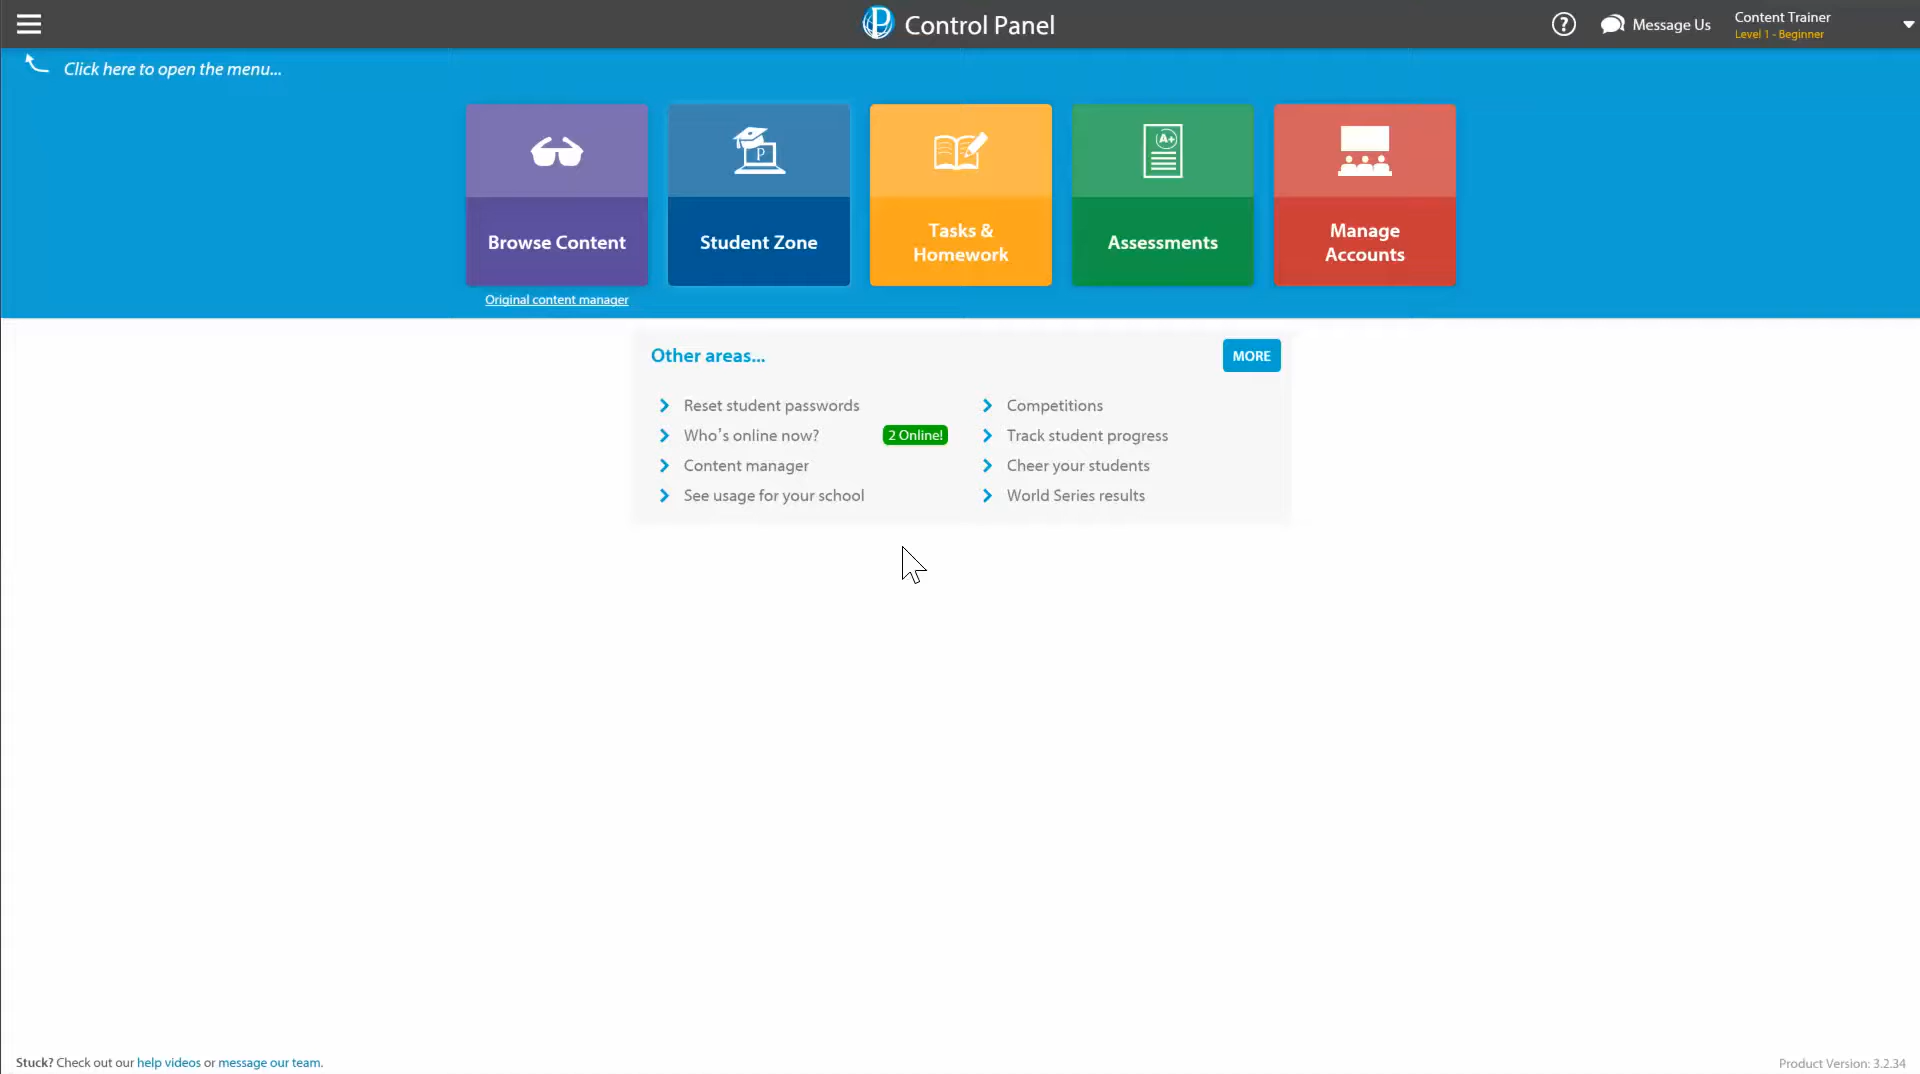 Control Panel
Message Us
Content Trainer
Level 1 - Beginner
Click here to open the menu...
P
A+
Browse Content
Student Zone
Tasks &
Homework
Assessments
Manage
Accounts
Original content manager
Other areas...
MORE
Reset student passwords
Competitions
Who's online now?
2 Online!
Track student progress
Content manager
Cheer your students
See usage for your school
World Series results
Stuck? Check out our help videos or message our team.
Product Version: 3.2.34